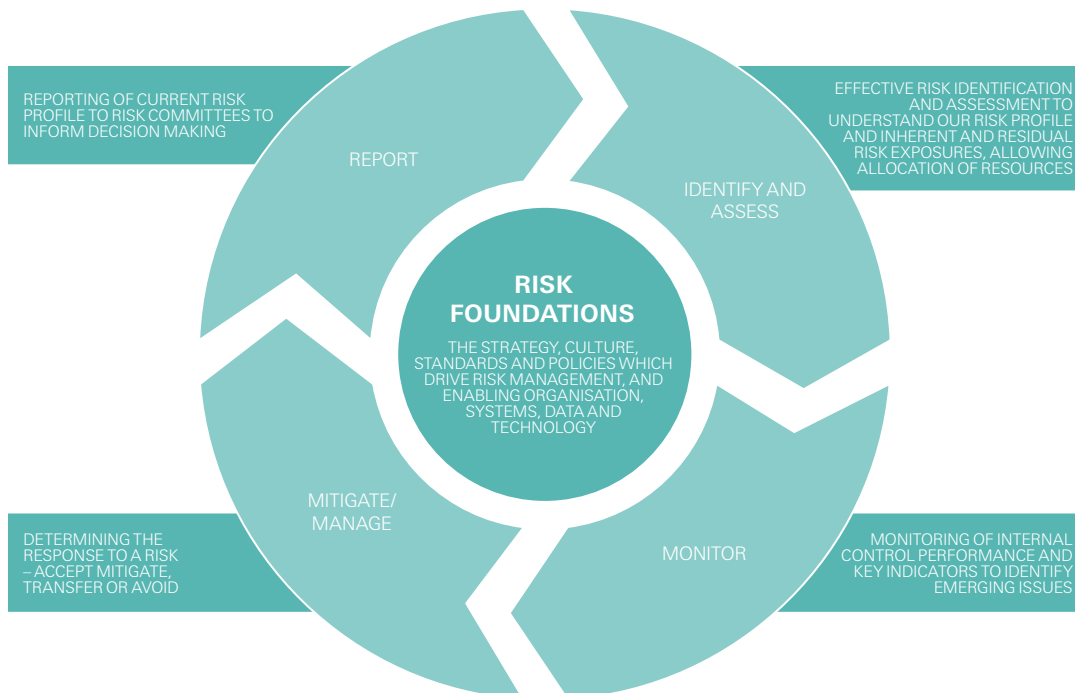 REPORTING OF CURRENT RISK
PROFILE TO RISK COMMITTEES TO
INFORM DECISION MAKING
REPORT
EFFECTIVE RISK IDENTIFICATION
AND ASSESSMENT TO
UNDERSTAND OUR RISK PROFILE
AND INHERENT AND RESIDUAL
RISK EXPOSURES, ALLOWING
ALLOCATION OF RESOURCES
IDENTIFY AND
ASSESS
RISK
FOUNDATIONS
THE STRATEGY, CULTURE,
STANDARDS AND POLICIES WHICH
DRIVE RISK MANAGEMENT, AND
ENABLING ORGANISATION,
SYSTEMS, DATA AND
TECHNOLOGY
MITIGATE/
MANAGE
DETERMINING THE
RESPONSE TO A RISK
– ACCEPT MITIGATE,
TRANSFER OR AVOID
MONITOR
MONITORING OF INTERNAL
CONTROL PERFORMANCE AND
KEY INDICATORS TO IDENTIFY
EMERGING ISSUES